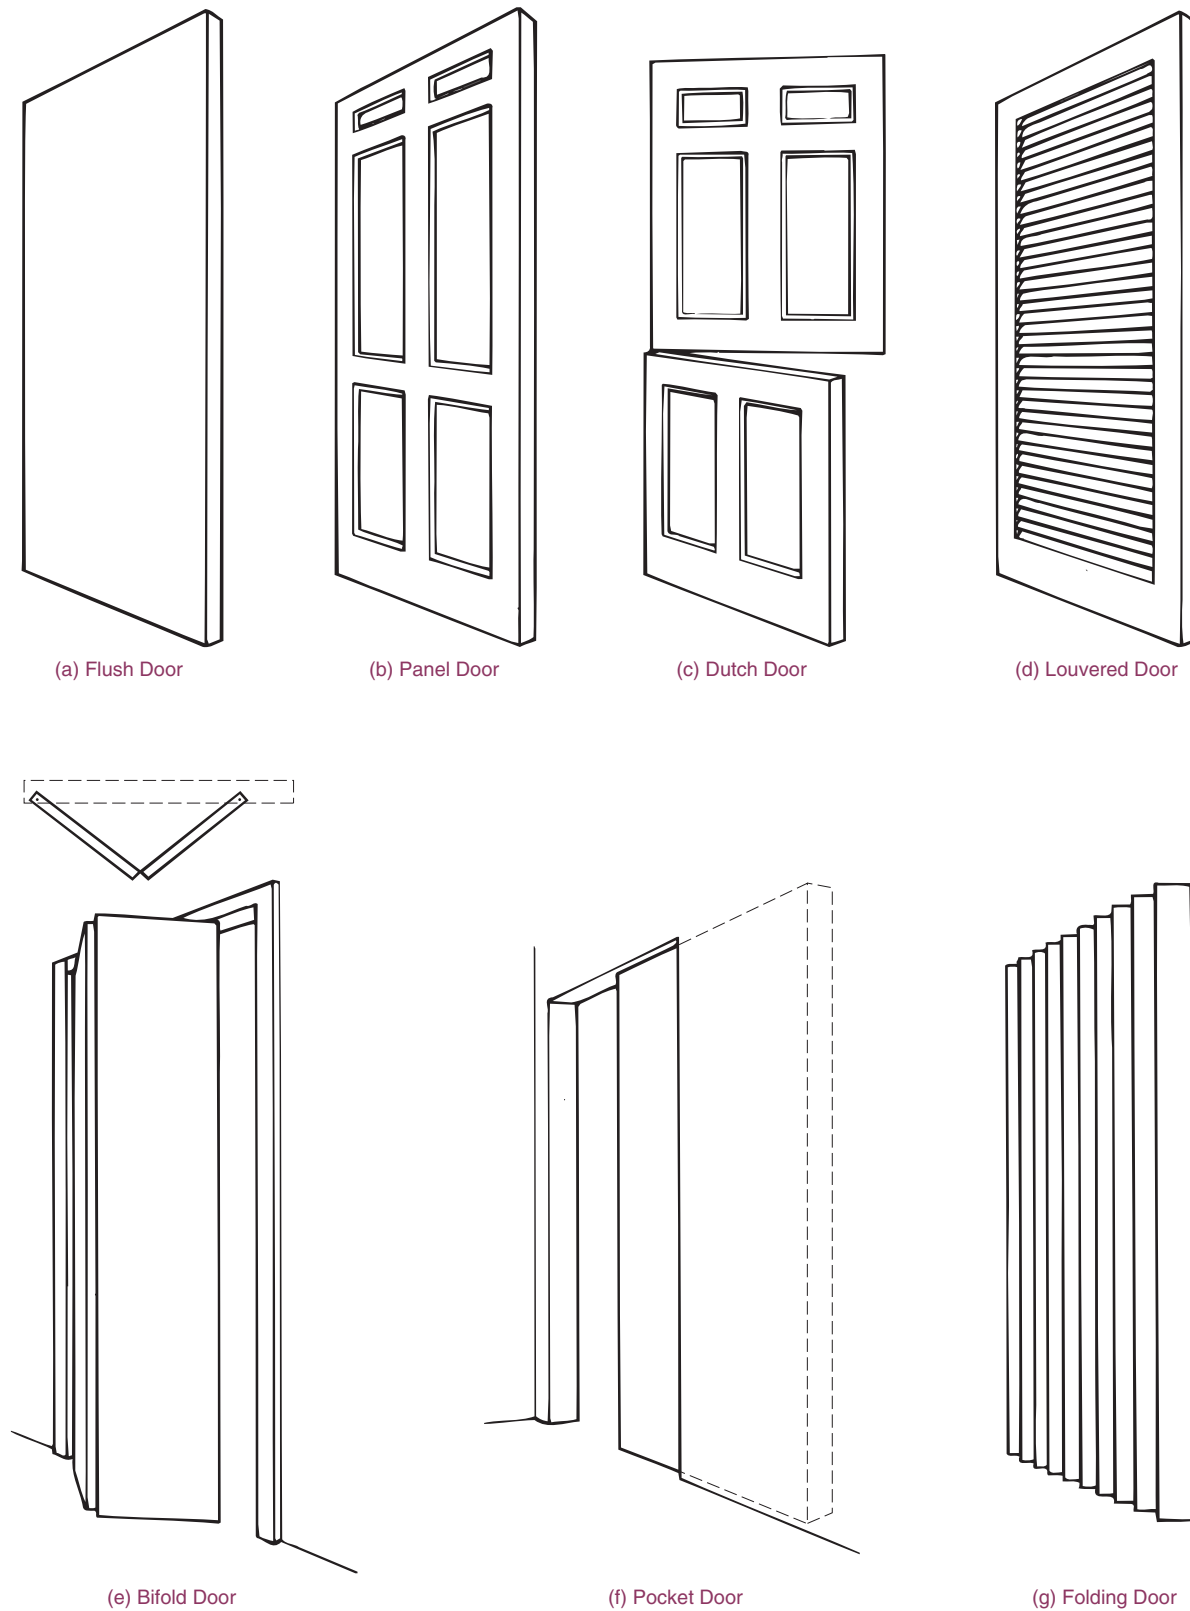 (a) Flush Door
(b) Panel Door
(c) Dutch Door
(d) Louvered Door
(e) Bifold Door
(f) Pocket Door
(g) Folding Door